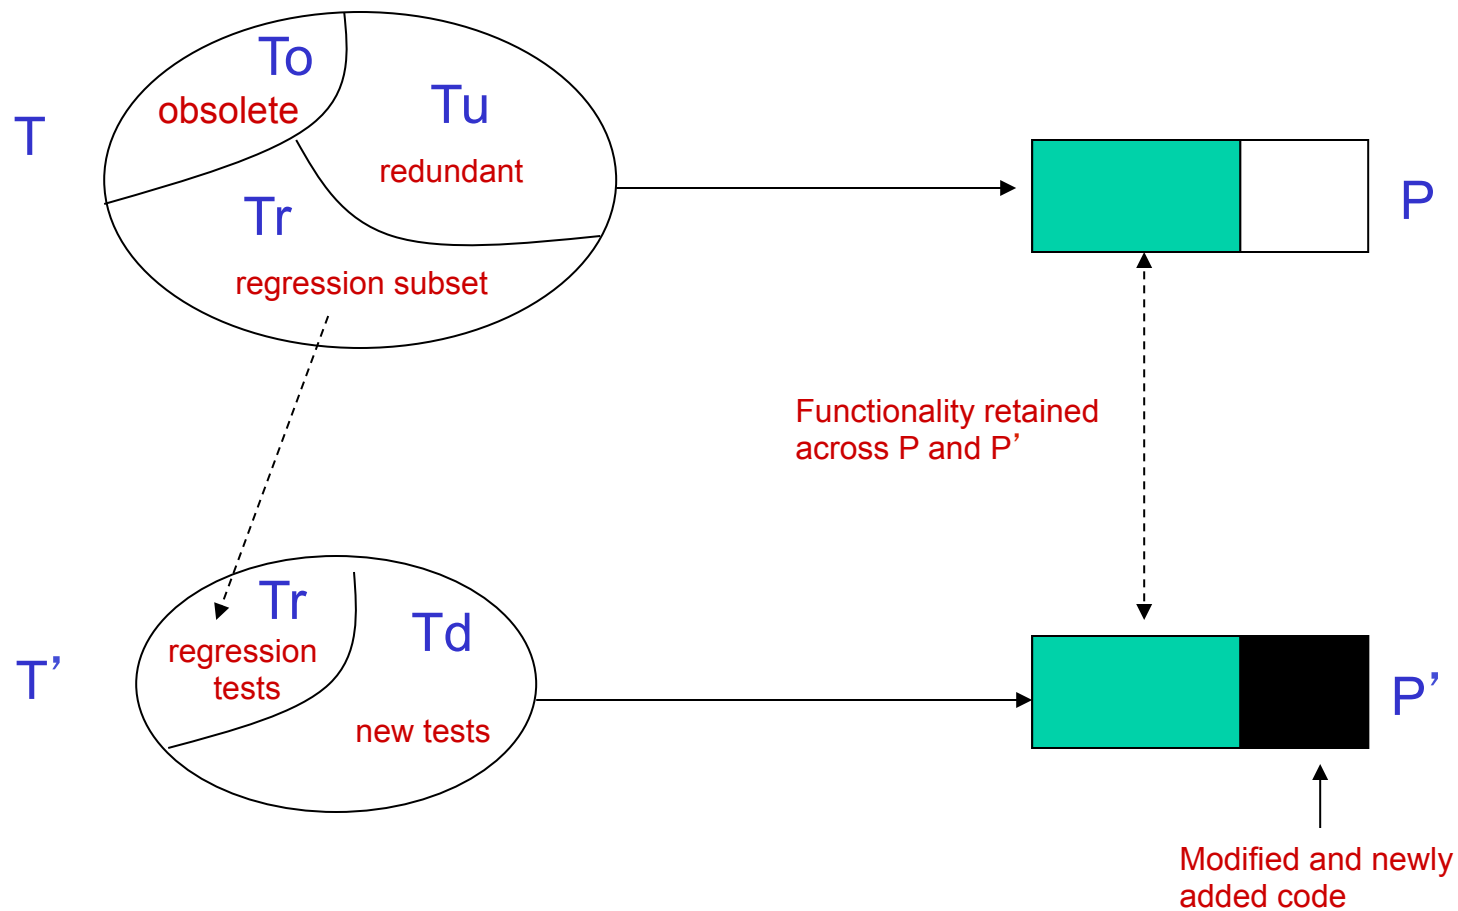 To
obsolete
Tu
redundant
T
Tr
regression subset
P
Functionality retained
across P and P’
Tr
regression
tests
Td
new tests
T’
P’
Modified and newly
added code